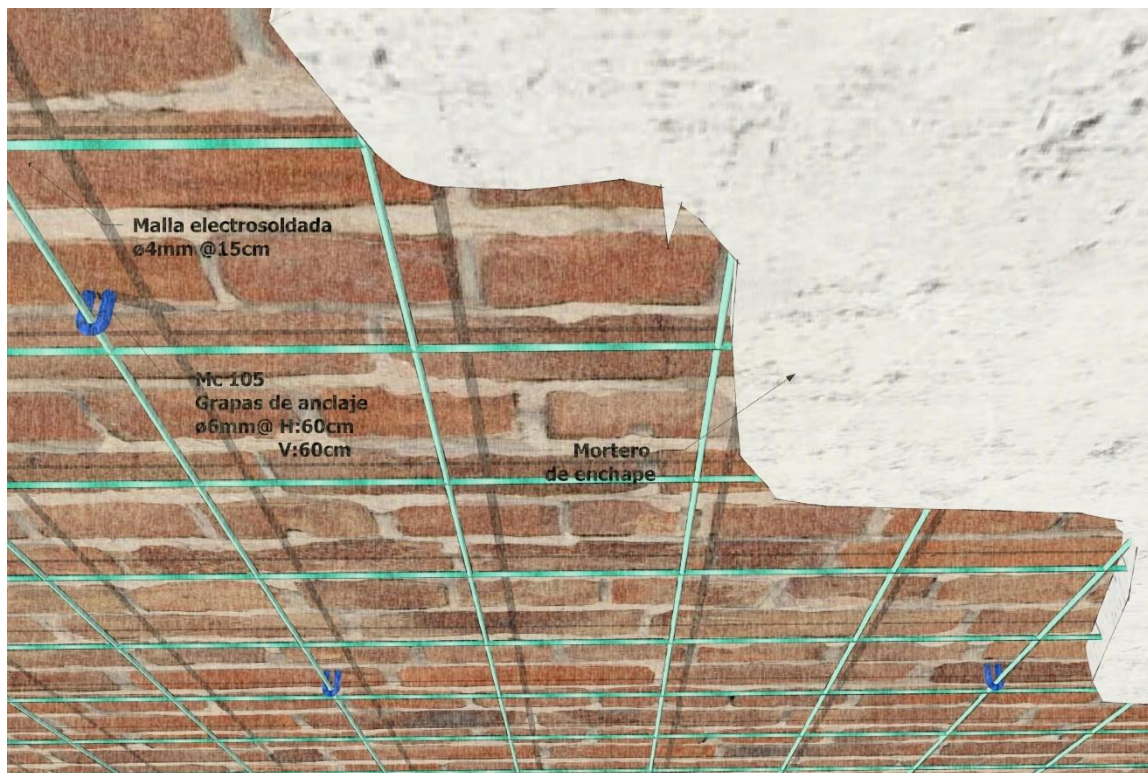 Malla electrosoldada
ø4mm @15cm
Mc 105
Grapas de anclaje
ø6mm@ H:60cm
V:60cm
Mortero
de enchape